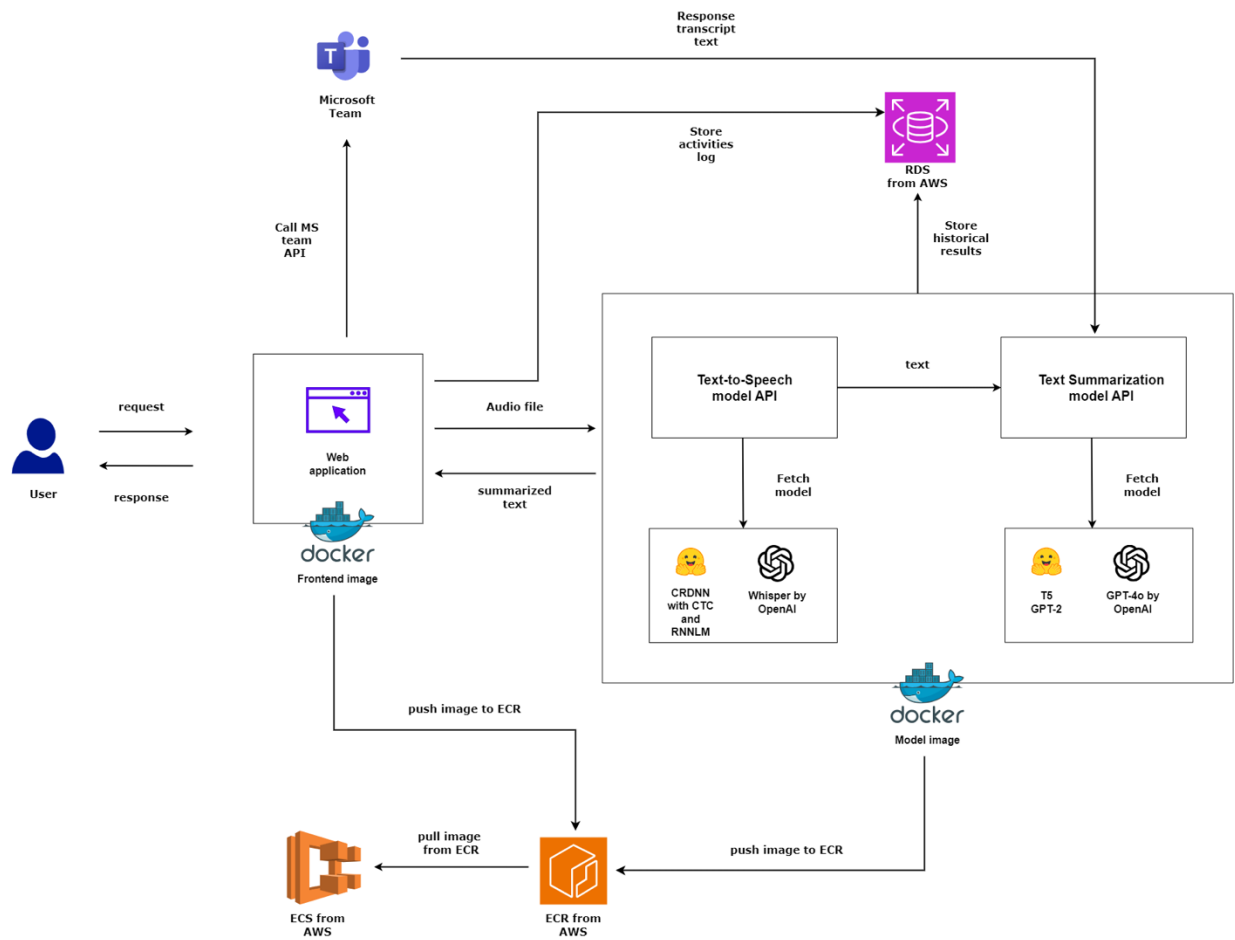 Response
transcript
text
T
Microsoft
Team
Store
activities
log
RDS
from AWS
Call MS
team
API
Store
historical
results
request
User
response
Web
application
docker
Frontend image
Audio file
summarized
text
Text-to-Speech
model API
text
Text Summarization
model API
Fetch
model
Fetch
model
CRDNN
with CTC
and
RNNLM
Whisper by
OpenAI
T5
GPT-2
GPT-4o by
OpenAI
docker
Model image
push image to ECR
pull image
from ECR
push image to ECR
ECS from
AWS
ECR from
AWS